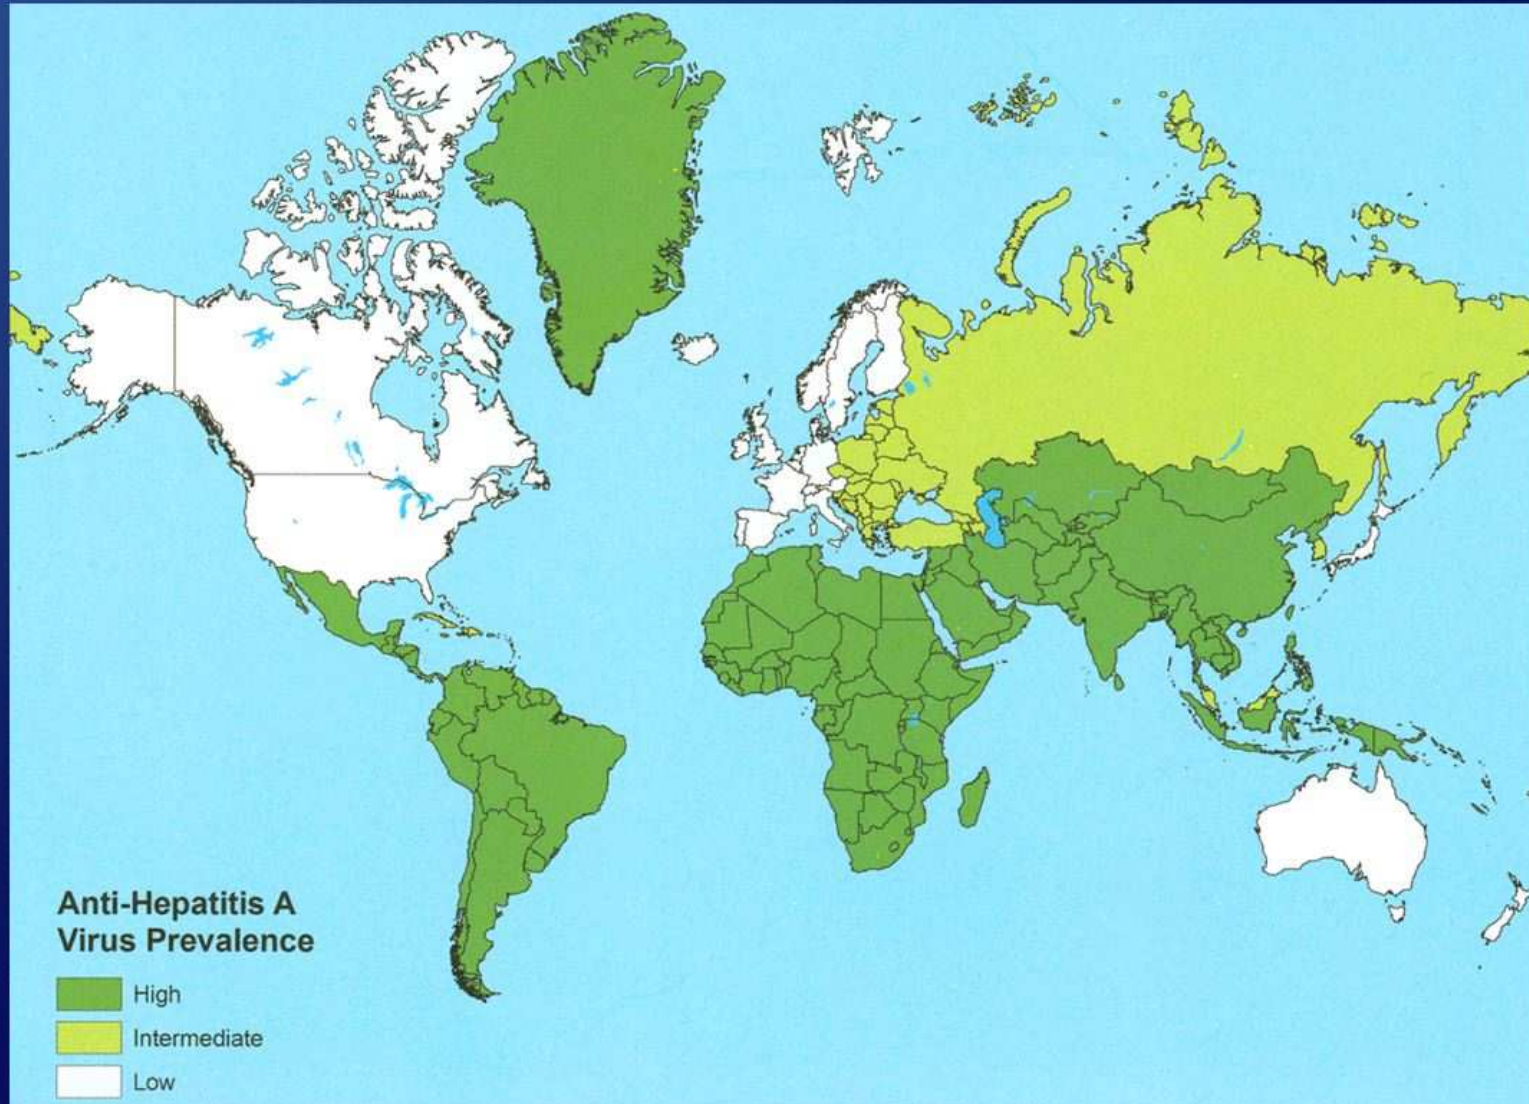 Anti-Hepatitis A
Virus Prevalence
High
Intermediate
Low